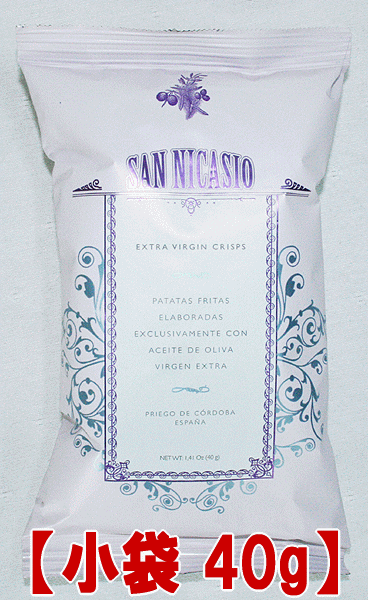 SAN NICASIO
EXTRA VIRGIN CRISPS
PATATAS FRITAS
ELABORADAS
EXCLUSIVAMENTE CON
ACEITE DE OLIVA
VIRGEN EXTRA
PRIEGO DE CÓRDOBA
ESPAÑA
NET WT: 1,41 Oz (40 g)
【小袋 40g】